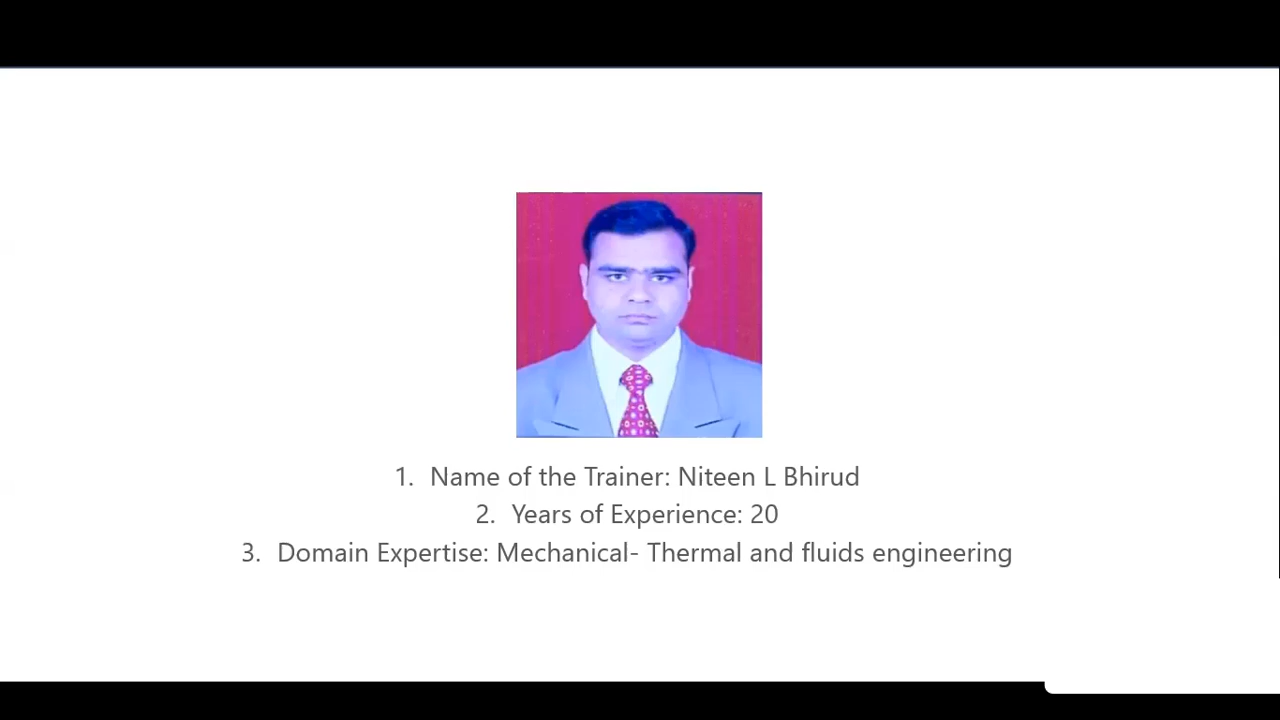 1. Name of the Trainer: Niteen L Bhirud
2. Years of Experience: 20
3. Domain Expertise: Mechanical- Thermal and fluids engineering